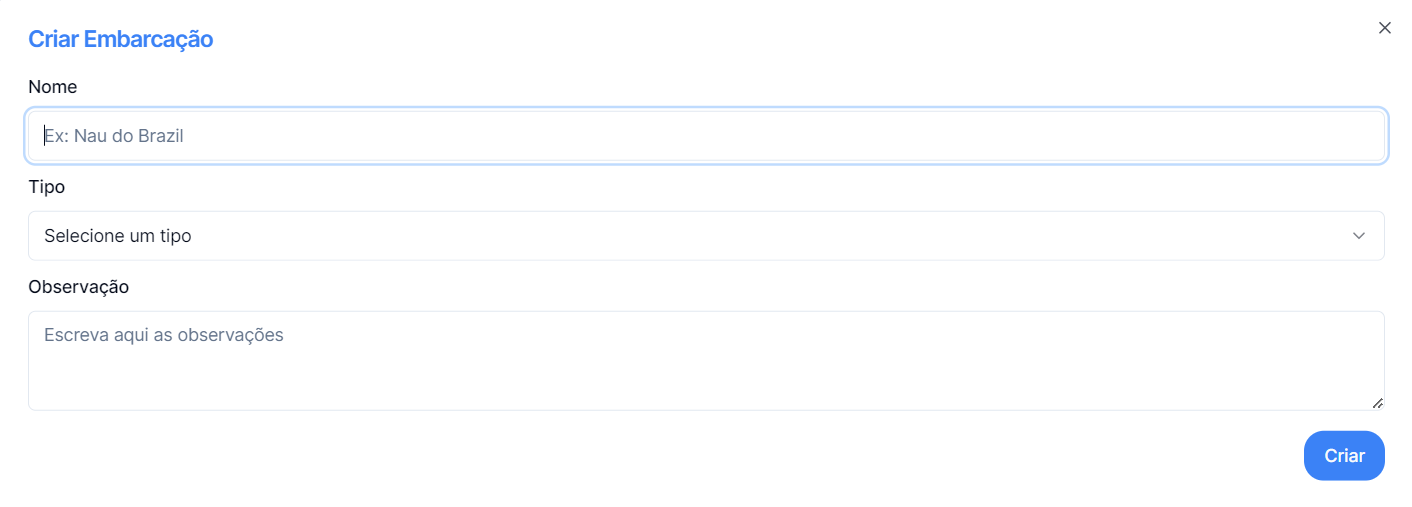 Criar Embarcação
Nome
Ex: Nau do Brazil
Tipo
Selecione um tipo
Observação
Escreva aqui as observações
Criar